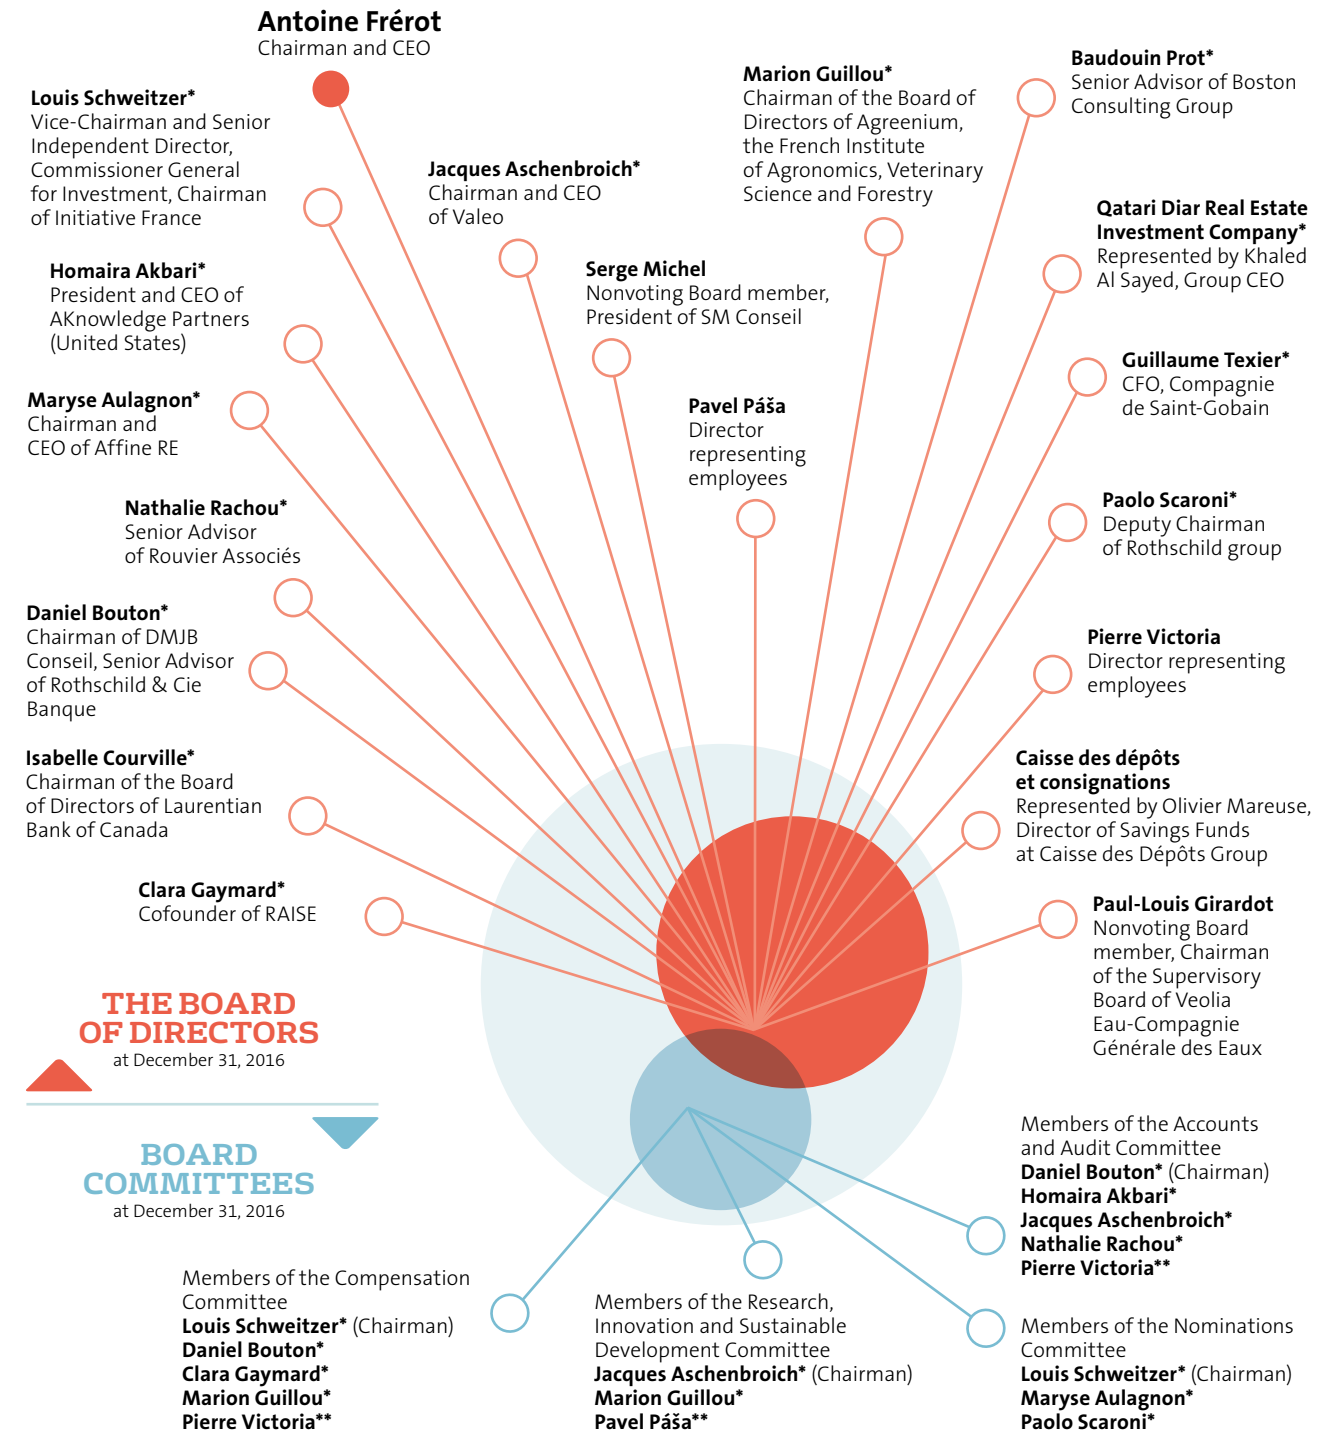 Antoine Frérot
Chairman and CEO
Louis Schweitzer*
Vice-Chairman and Senior
Independent Director,
Commissioner General
for Investment, Chairman
of Initiative France
Homaira Akbari*
President and CEO of
AKnowledge Partners
(United States)
Maryse Aulagnon*
Chairman and
CEO of Affine RE
Nathalie Rachou*
Senior Advisor
of Rouvier Associés
Daniel Bouton*
Chairman of DMJB
Conseil, Senior Advisor
of Rothschild & Cie
Banque
Isabelle Courville*
Chairman of the Board
of Directors of Laurentian
Bank of Canada
Clara Gaymard*
Cofounder of RAISE
Jacques Aschenbroich*
Chairman and CEO
of Valeo
Serge Michel
Nonvoting Board member,
President of SM Conseil
Pavel Páša
Director
representing
employees
Marion Guillou*
Chairman of the Board of
Directors of Agreenium,
the French Institute
of Agronomics, Veterinary
Science and Forestry
Baudouin Prot*
Senior Advisor of Boston
Consulting Group
Qatari Diar Real Estate
Investment Company*
Represented by Khaled
Al Sayed, Group CEO
Guillaume Texier*
CFO, Compagnie
de Saint-Gobain
Paolo Scaroni*
Deputy Chairman
of Rothschild group
Pierre Victoria
Director representing
employees
Caisse des dépôts
et consignations
Represented by Olivier Mareuse,
Director of Savings Funds
at Caisse des Dépôts Group
Paul-Louis Girardot
Nonvoting Board
member, Chairman
of the Supervisory
Board of Veolia
Eau-Compagnie
Générale des Eaux
THE BOARD
OF DIRECTORS
at December 31, 2016
BOARD
COMMITTEES
at December 31, 2016
Members of the Compensation
Committee
Louis Schweitzer* (Chairman)
Daniel Bouton*
Clara Gaymard*
Marion Guillou*
Pierre Victoria**
Members of the Research,
Innovation and Sustainable
Development Committee
Jacques Aschenbroich* (Chairman)
Marion Guillou*
Pavel Páša**
Members of the Accounts
and Audit Committee
Daniel Bouton* (Chairman)
Homaira Akbari*
Jacques Aschenbroich*
Nathalie Rachou*
Pierre Victoria**
Members of the Nominations
Committee
Louis Schweitzer* (Chairman)
Maryse Aulagnon*
Paolo Scaroni*